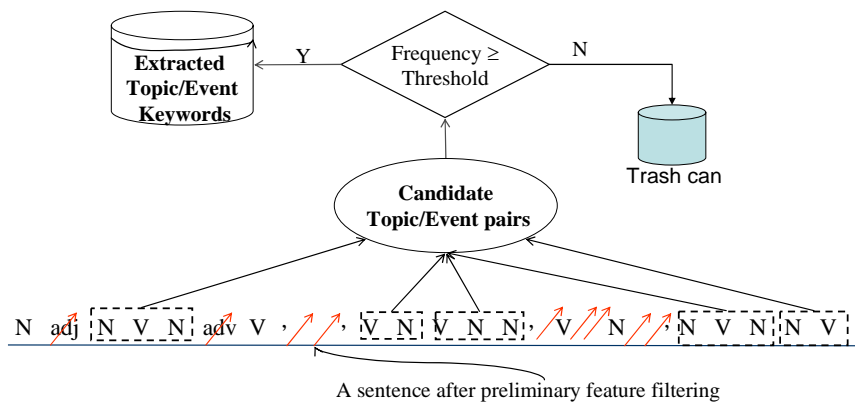 Y
Frequency ≥
Threshold
N
Extracted
Topic/Event
Keywords
Trash can
Candidate
Topic/Event pairs
N adj N V N adv V , , V N V N N , V N , N V N N V
A sentence after preliminary feature filtering